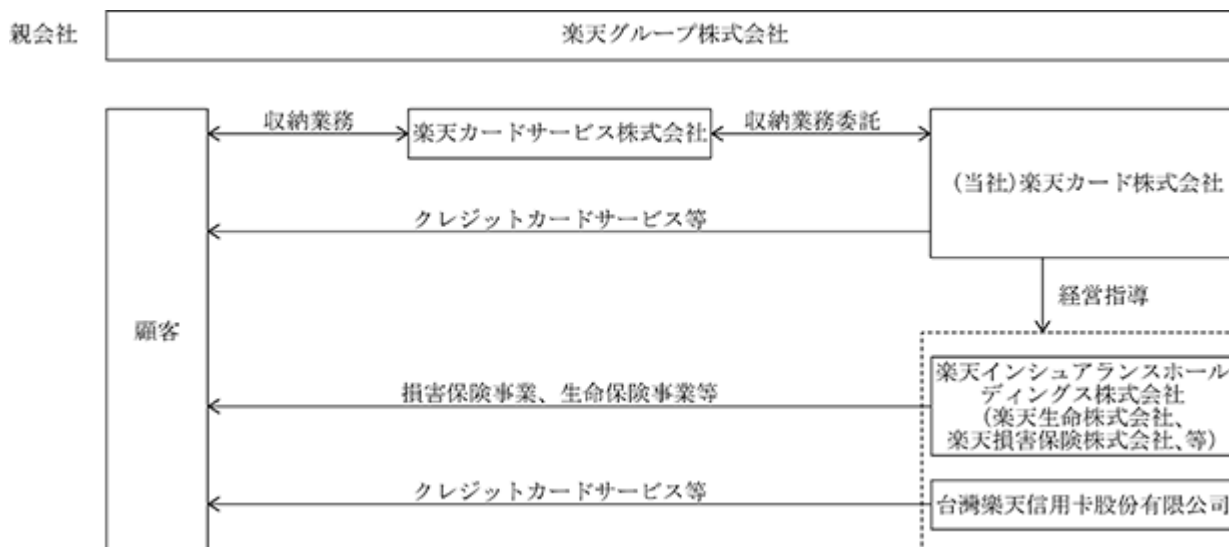 親会社
楽天グループ株式会社
収納業務
楽天カードサービス株式会社
収納業務委託
(当社)楽天カード株式会社
クレジットカードサービス等
経営指導
顧客
楽天インシュアランスホール
ディングス株式会社
(楽天生命株式会社、
楽天損害保険株式会社、等)
損害保険事業、生命保険事業等
クレジットカードサービス等
台灣樂天信用卡股份有限公司